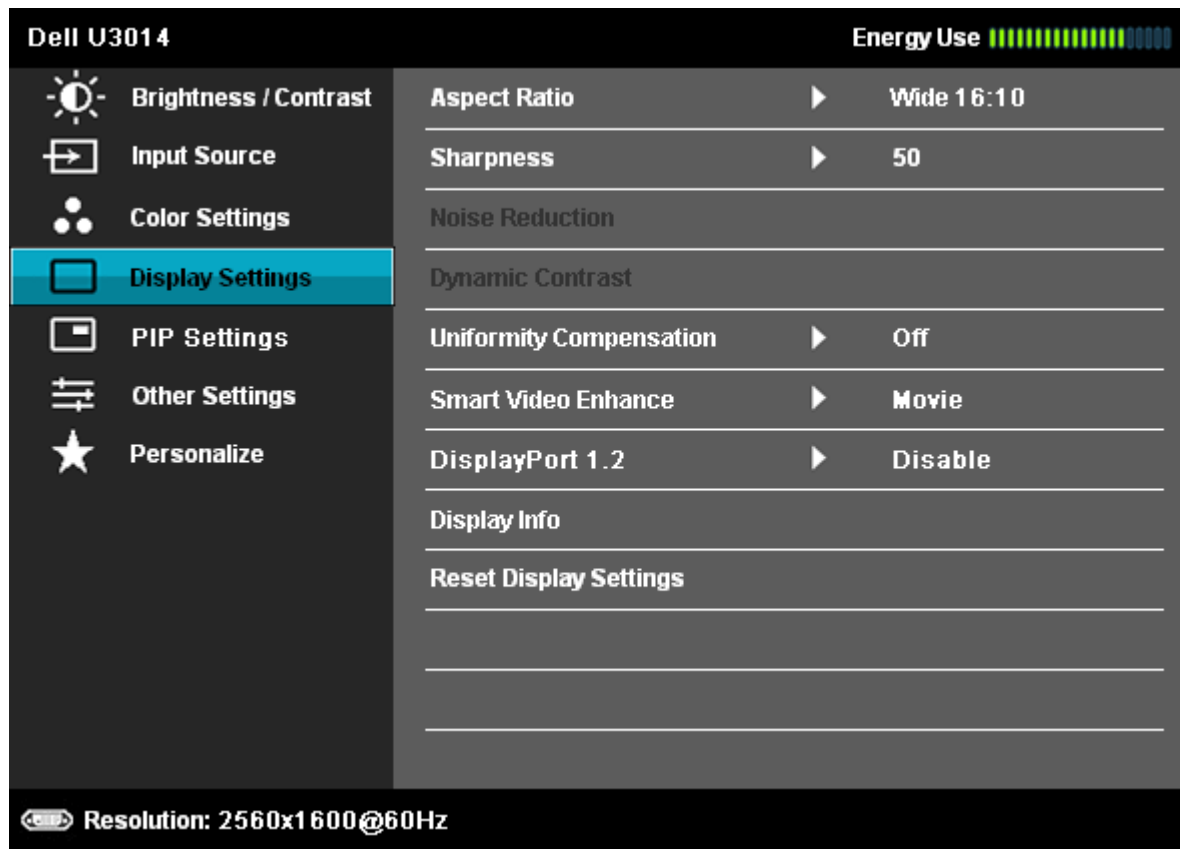 Dell U3014 Energy Use
Brightness / Contrast Aspect Ratio Wide 16:10
Input Source Sharpness 50
Color Settings Noise Reduction
Display Settings Dynamic Contrast
PIP Settings Uniformity Compensation Off
Other Settings Smart Video Enhance Movie
Personalize DisplayPort 1.2 Disable
Display Info
Reset Display Settings
Resolution: 2560x1600@60Hz